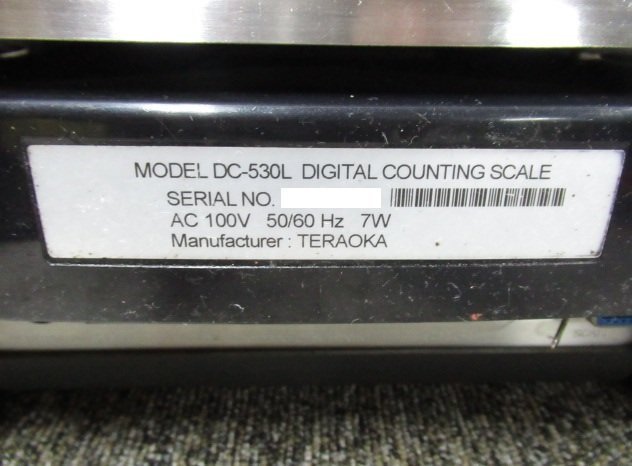 MODEL DC-530L DIGITAL COUNTING SCALE
SERIAL NO.
AC 100V 50/60 Hz 7W
Manufacturer : TERAOKA